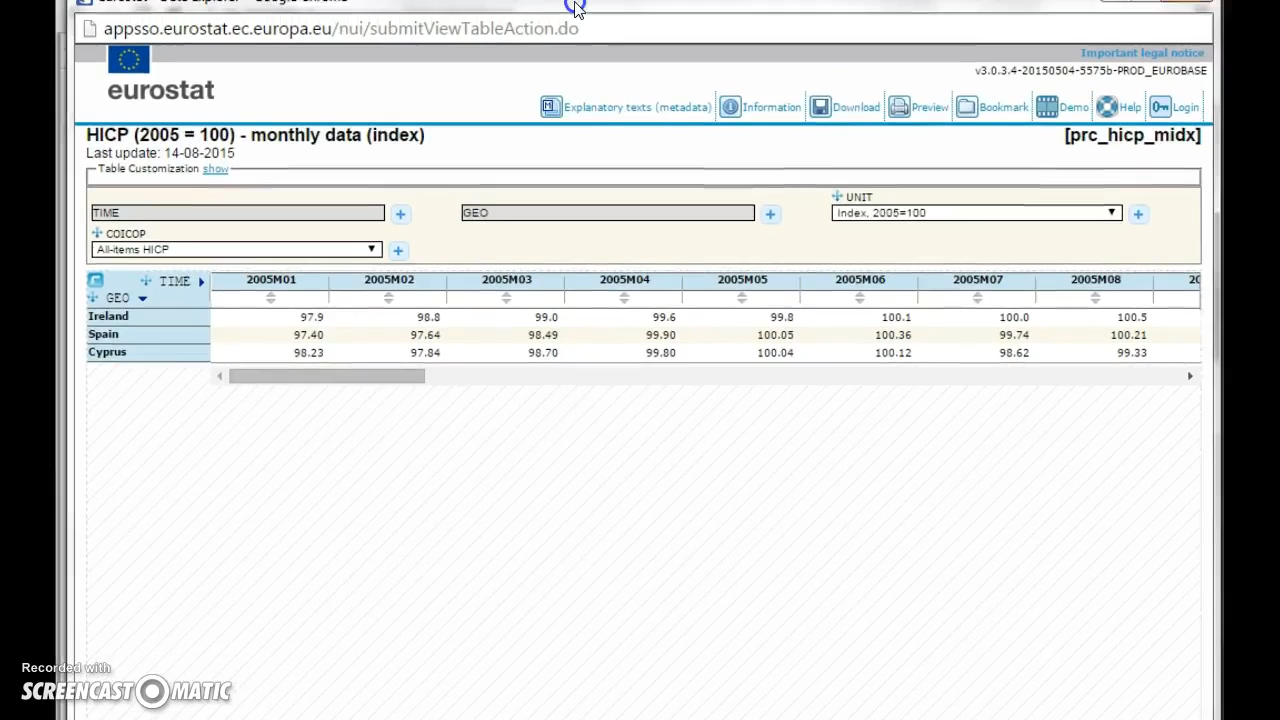 appsso.eurostat.ec.europa.eu/nui/submitViewTableAction.do
Important legal notice
v3.0.3.4-20150504-5575b-PROD_EUROBASE
eurostat
Explanatory texts (metadata) Information Download Preview Bookmark Demo Help Login
HICP (2005 = 100) - monthly data (index) [prc_hicp_midx]
Last update: 14-08-2015
Table Customization show
UNIT
TIME GEO Index, 2005=100
COICOP
All-items HICP
TIME 2005M01 2005M02 2005M03 2005M04 2005M05 2005M06 2005M07 2005M08 20
GEO
Ireland 97.9 98.8 99.0 99.6 99.8 100.1 100.0 100.5
Spain 97.40 97.64 98.49 99.90 100.05 100.36 99.74 100.21
Cyprus 98.23 97.84 98.70 99.80 100.04 100.12 98.62 99.33
Recorded with
SCREENCAST O MATIC